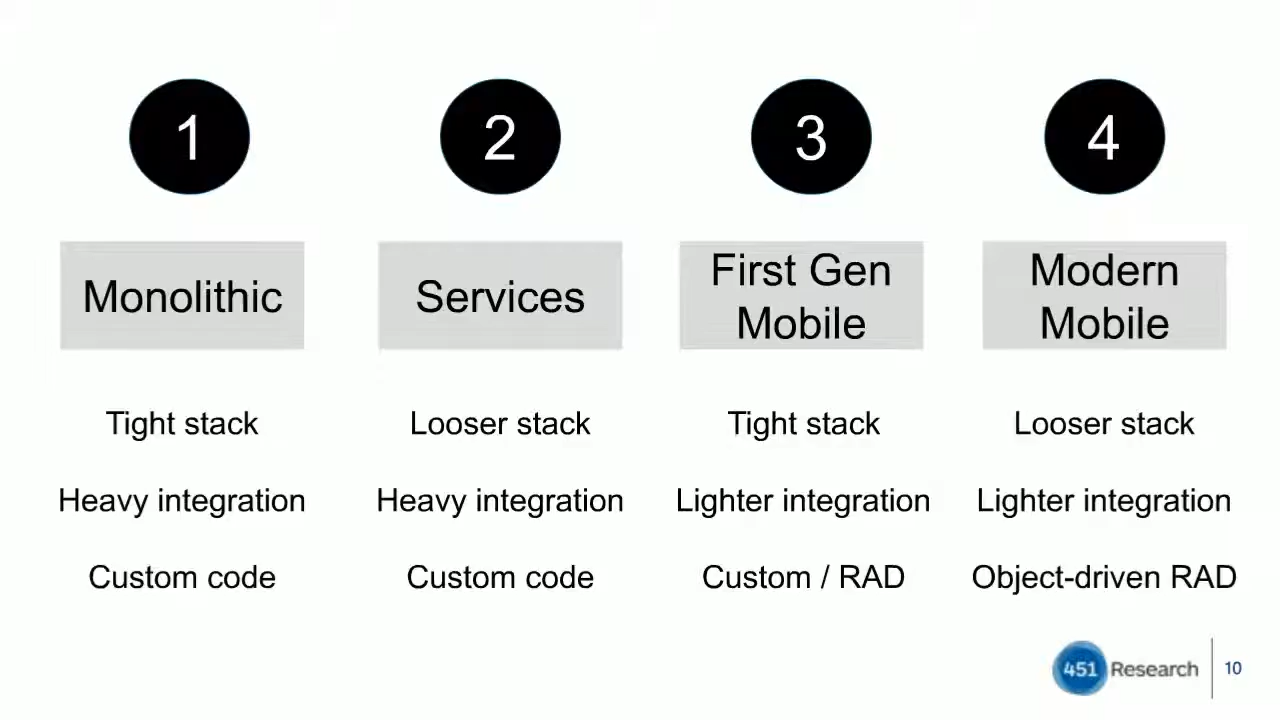 1
2
3
4
Monolithic
Services
First Gen
Mobile
Modern
Mobile
Tight stack
Looser stack
Tight stack
Looser stack
Heavy integration
Heavy integration
Lighter integration
Lighter integration
Custom code
Custom code
Custom / RAD
Object-driven RAD
451 Research
10